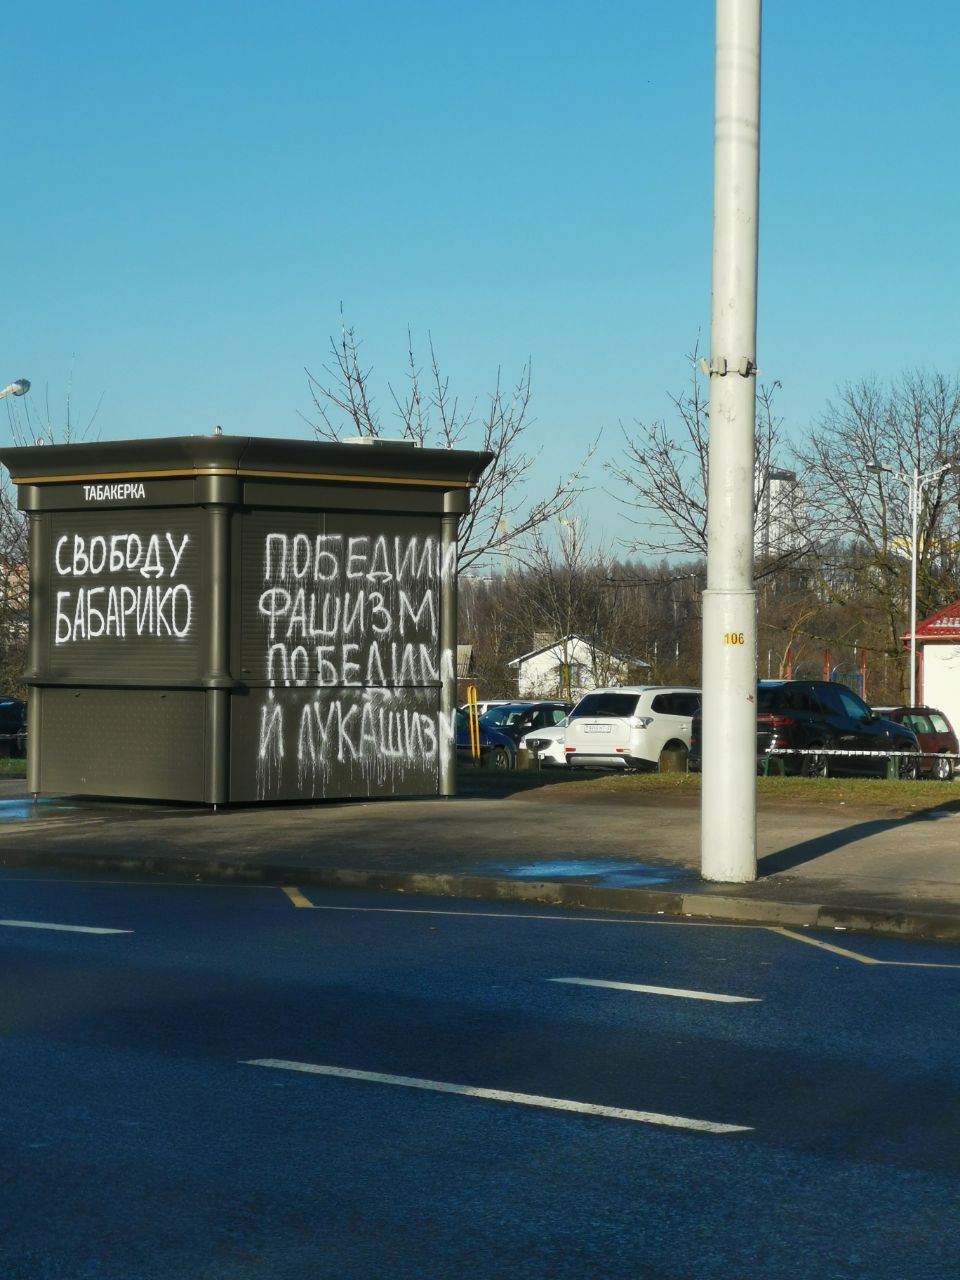 ТАБАКЕРКА
СВОБОДУ
БАБАРИКО
ПОБЕДИЛИ
ФАШИЗМ
ПОБЕДИМ
И ЛУКАШИЗМ
106